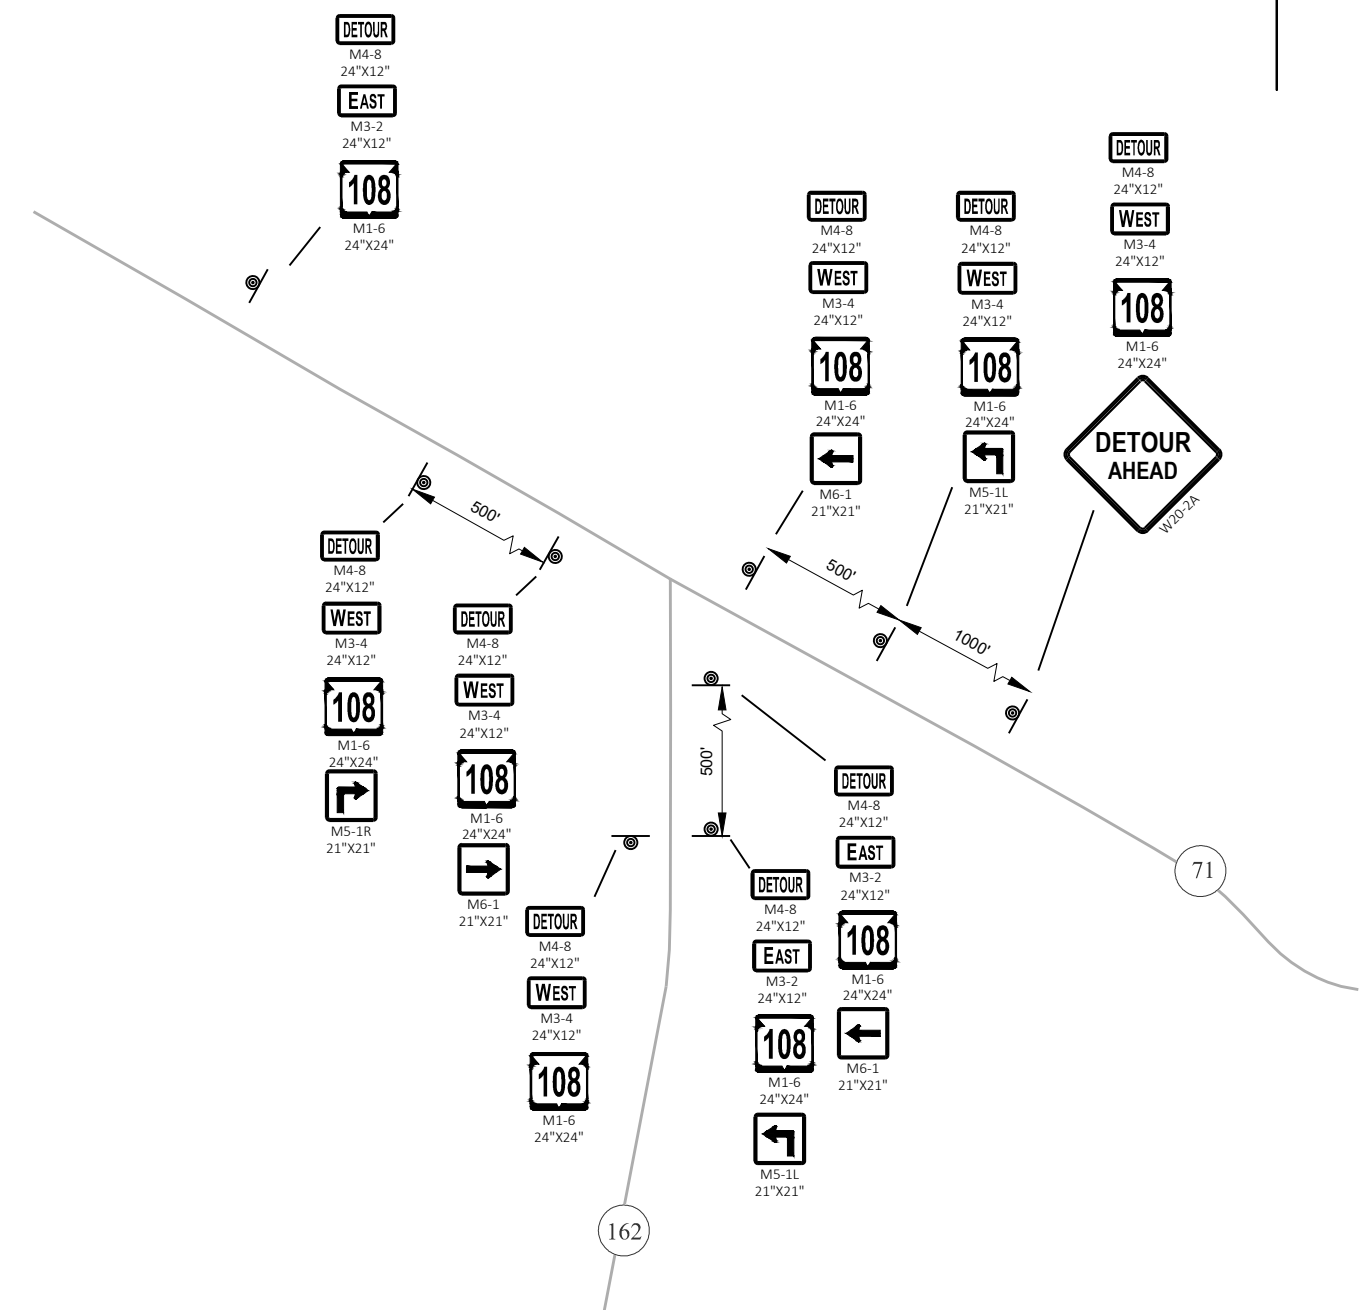 DETOUR
M4-8
24"X12"
EAST
M3-2
24"X12"
108
M1-6
24"X24"
DETOUR
M4-8
24"X12"
WEST
M3-4
24"X12"
108
M1-6
24"X24"
M6-1
21"X21"
DETOUR
M4-8
24"X12"
WEST
M3-4
24"X12"
108
M1-6
24"X24"
M5-1L
21"X21"
DETOUR
M4-8
24"X12"
WEST
M3-4
24"X12"
108
M1-6
24"X24"
DETOUR
AHEAD
W20-2A
500'
500'
1000'
DETOUR
M4-8
24"X12"
WEST
M3-4
24"X12"
108
M1-6
24"X24"
M5-1R
21"X21"
DETOUR
M4-8
24"X12"
WEST
M3-4
24"X12"
108
M1-6
24"X24"
M6-1
21"X21"
500'
DETOUR
M4-8
24"X12"
EAST
M3-2
24"X12"
108
M1-6
24"X24"
M6-1
21"X21"
DETOUR
M4-8
24"X12"
EAST
M3-2
24"X12"
108
M1-6
24"X24"
M5-1L
21"X21"
DETOUR
M4-8
24"X12"
WEST
M3-4
24"X12"
108
M1-6
24"X24"
71
162